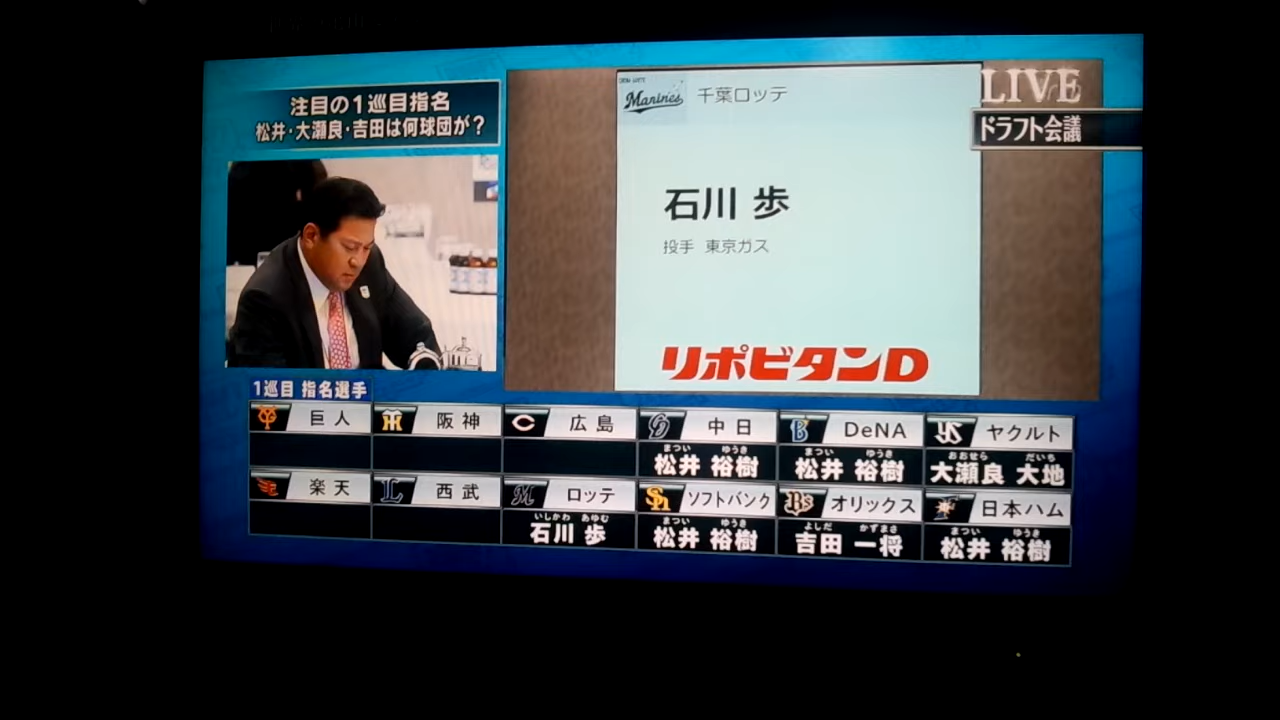 注目の1巡目指名
松井・大瀬良・吉田は何球団が?
Marines 千葉ロッテ
LIVE
ドラフト会議
石川 歩
投手 東京ガス
リポビタンD
1巡目 指名選手
巨人 阪神 広島 中日 DeNA ヤクルト
まつい ゆうき まつい ゆうき おおせら だいち
松井 裕樹 松井 裕樹 大瀬良 大地
楽天 西武 ロッテ ソフトバンク オリックス 日本ハム
いしかわ あゆむ まつい ゆうき よしだ かずまさ まつい ゆうき
石川 歩 松井 裕樹 吉田 一将 松井 裕樹